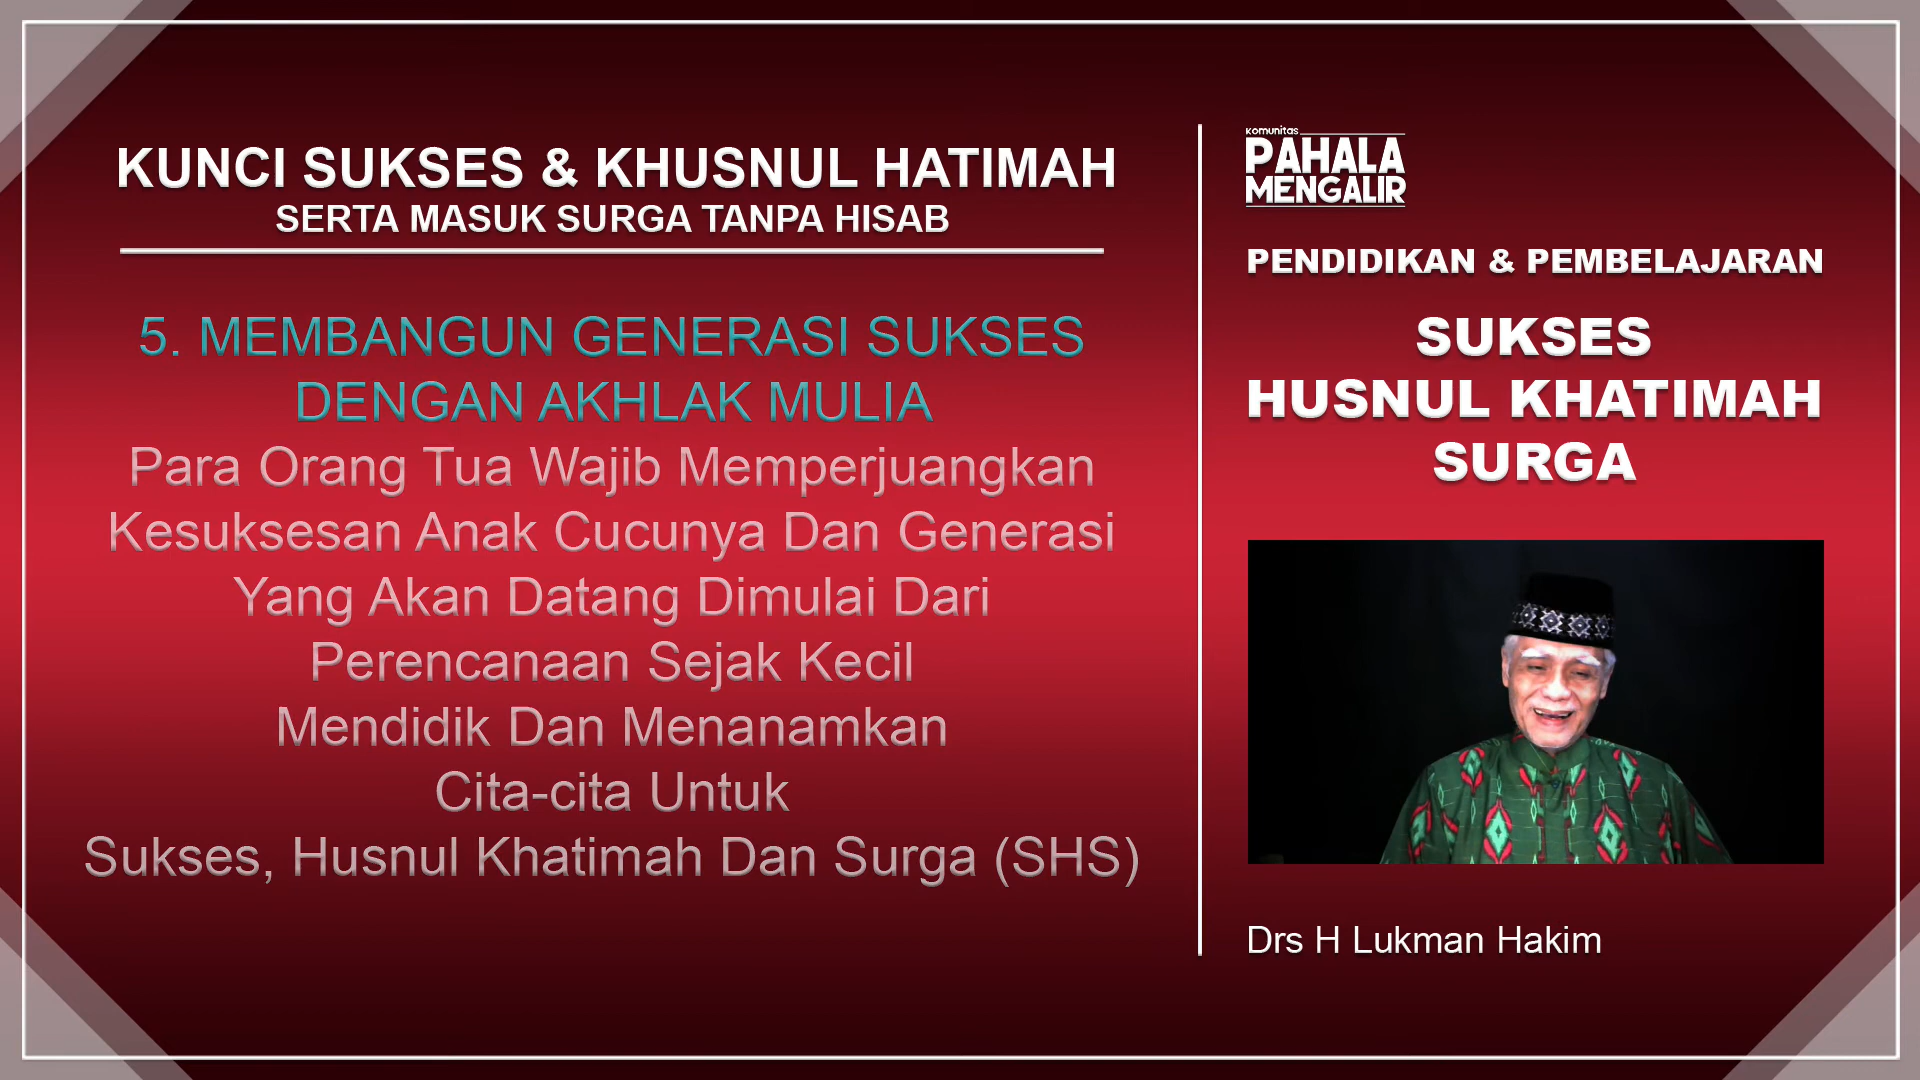 KUNCI SUKSES & KHUSNUL HATIMAH
SERTA MASUK SURGA TANPA HISAB
5. MEMBANGUN GENERASI SUKSES
DENGAN AKHLAK MULIA
Para Orang Tua Wajib Memperjuangkan
Kesuksesan Anak Cucunya Dan Generasi
Yang Akan Datang Dimulai Dari
Perencanaan Sejak Kecil
Mendidik Dan Menanamkan
Cita-cita Untuk
Sukses, Husnul Khatimah Dan Surga (SHS)
Komunitas
PAHALA
MENGALIR
PENDIDIKAN & PEMBELAJARAN
SUKSES
HUSNUL KHATIMAH
SURGA
Drs H Lukman Hakim